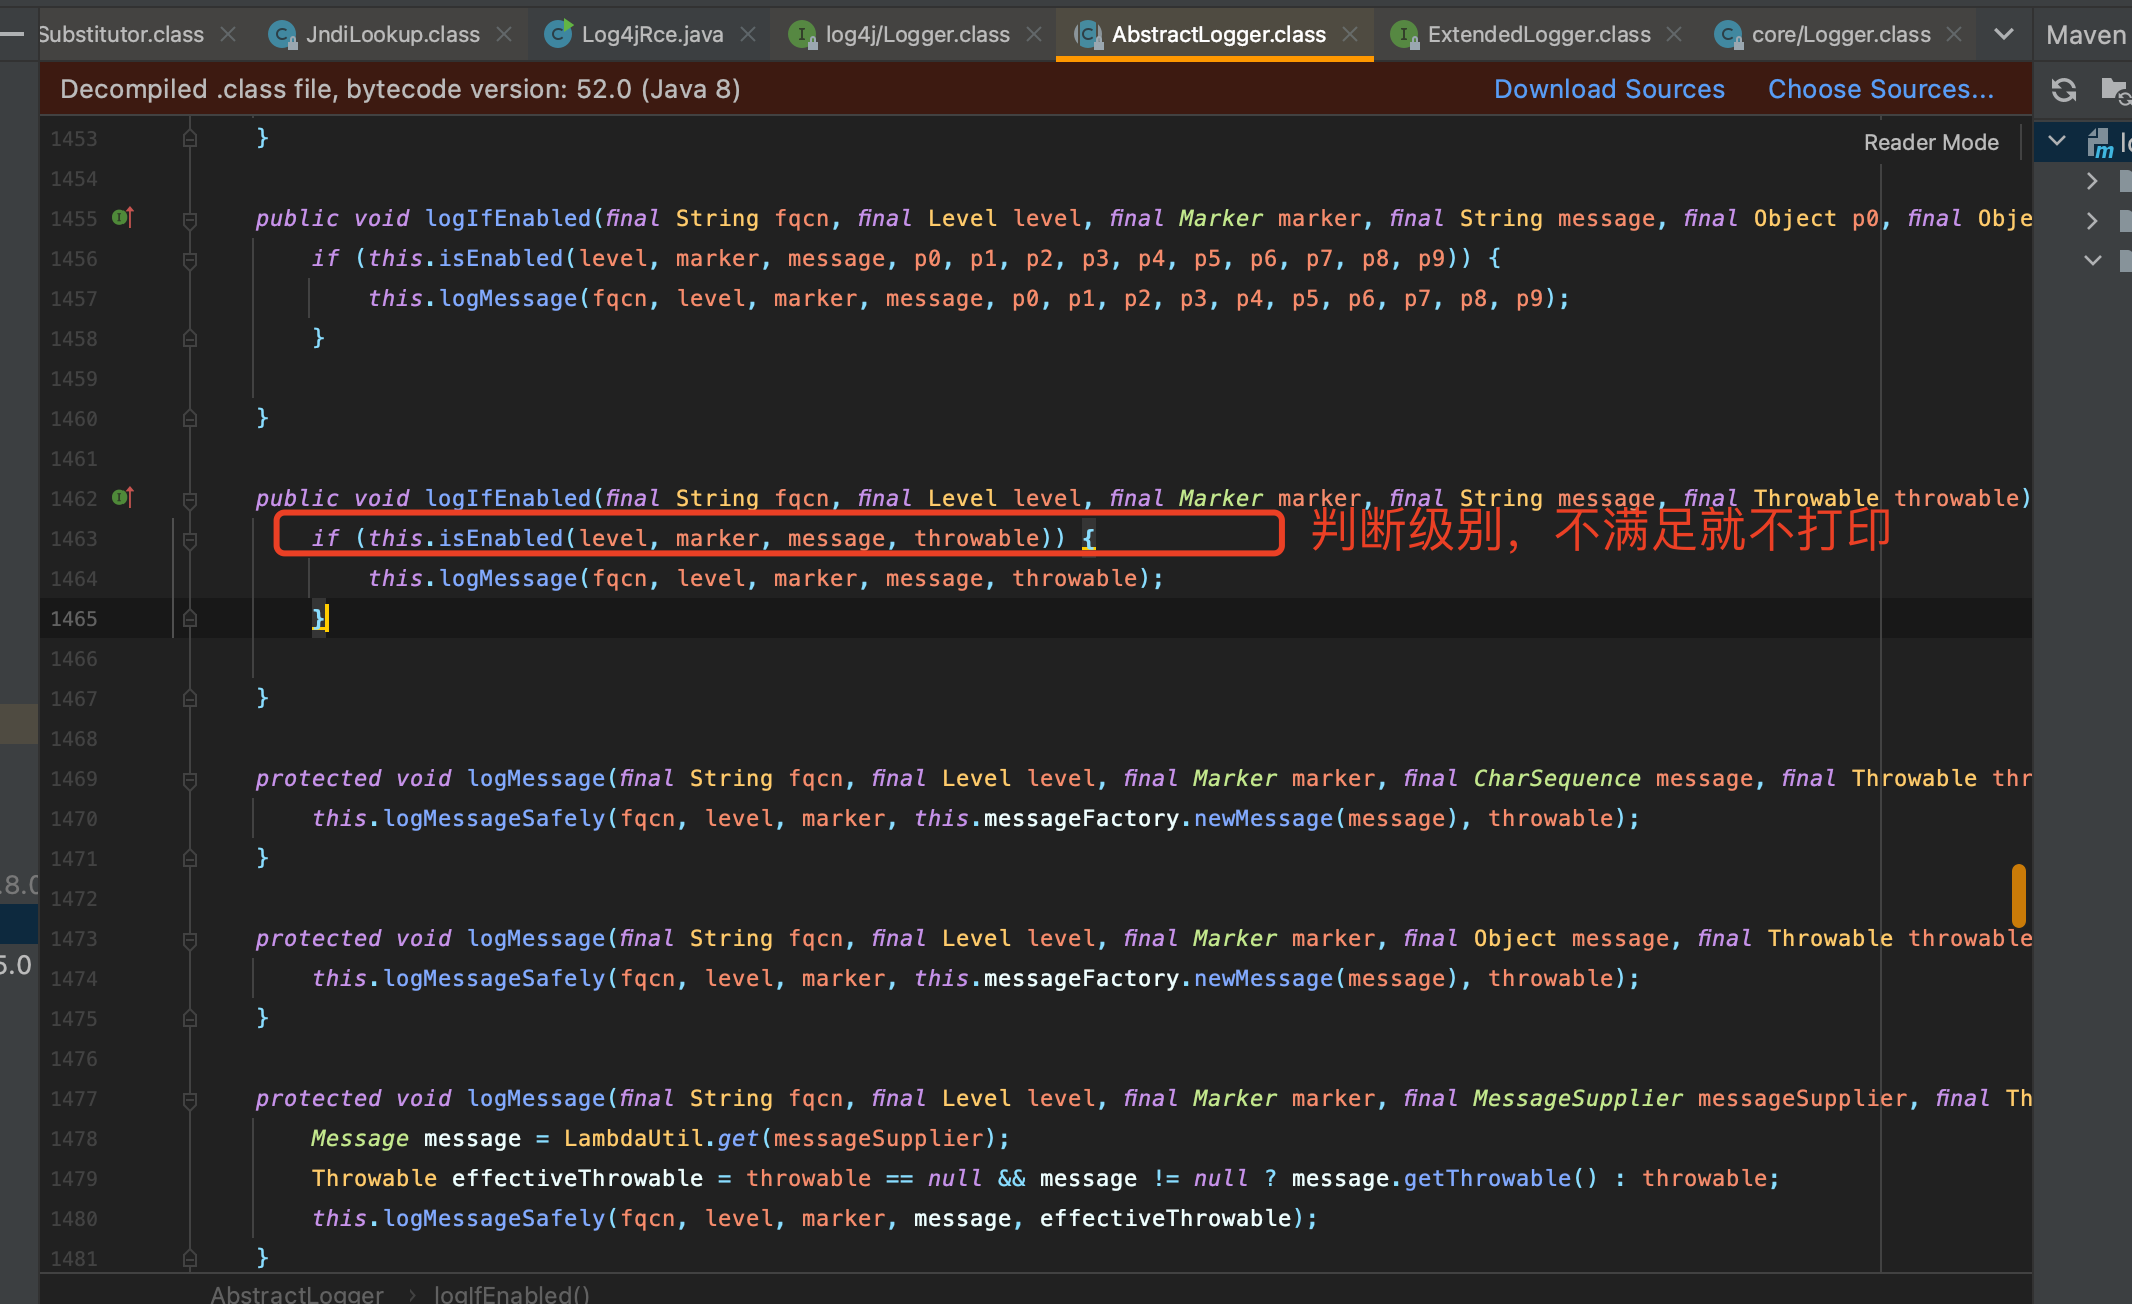 Substitutor.class JndiLookup.class Log4jRce.java log4j/Logger.class AbstractLogger.class ExtendedLogger.class core/Logger.class Maven
Decompiled .class file, bytecode version: 52.0 (Java 8) Download Sources Choose Sources...
Reader Mode
1453 }
1454
1455 public void logIfEnabled(final String fqcn, final Level level, final Marker marker, final String message, final Object p0, final Obje
1456 if (this.isEnabled(level, marker, message, p0, p1, p2, p3, p4, p5, p6, p7, p8, p9)) {
1457 this.logMessage(fqcn, level, marker, message, p0, p1, p2, p3, p4, p5, p6, p7, p8, p9);
1458 }
1459
1460 }
1461
1462 public void logIfEnabled(final String fqcn, final Level level, final Marker marker, final String message, final Throwable throwable)
1463 if (this.isEnabled(level, marker, message, throwable)) { 判断级别，不满足就不打印
1464 this.logMessage(fqcn, level, marker, message, throwable);
1465 }
1466
1467 }
1468
1469 protected void logMessage(final String fqcn, final Level level, final Marker marker, final CharSequence message, final Throwable thr
1470 this.logMessageSafely(fqcn, level, marker, this.messageFactory.newMessage(message), throwable);
1471 }
1472
1473 protected void logMessage(final String fqcn, final Level level, final Marker marker, final Object message, final Throwable throwable
1474 this.logMessageSafely(fqcn, level, marker, this.messageFactory.newMessage(message), throwable);
1475 }
1476
1477 protected void logMessage(final String fqcn, final Level level, final Marker marker, final MessageSupplier messageSupplier, final Th
1478 Message message = LambdaUtil.get(messageSupplier);
1479 Throwable effectiveThrowable = throwable == null && message != null ? message.getThrowable() : throwable;
1480 this.logMessageSafely(fqcn, level, marker, message, effectiveThrowable);
1481 }
AbstractLogger › logIfEnabled()